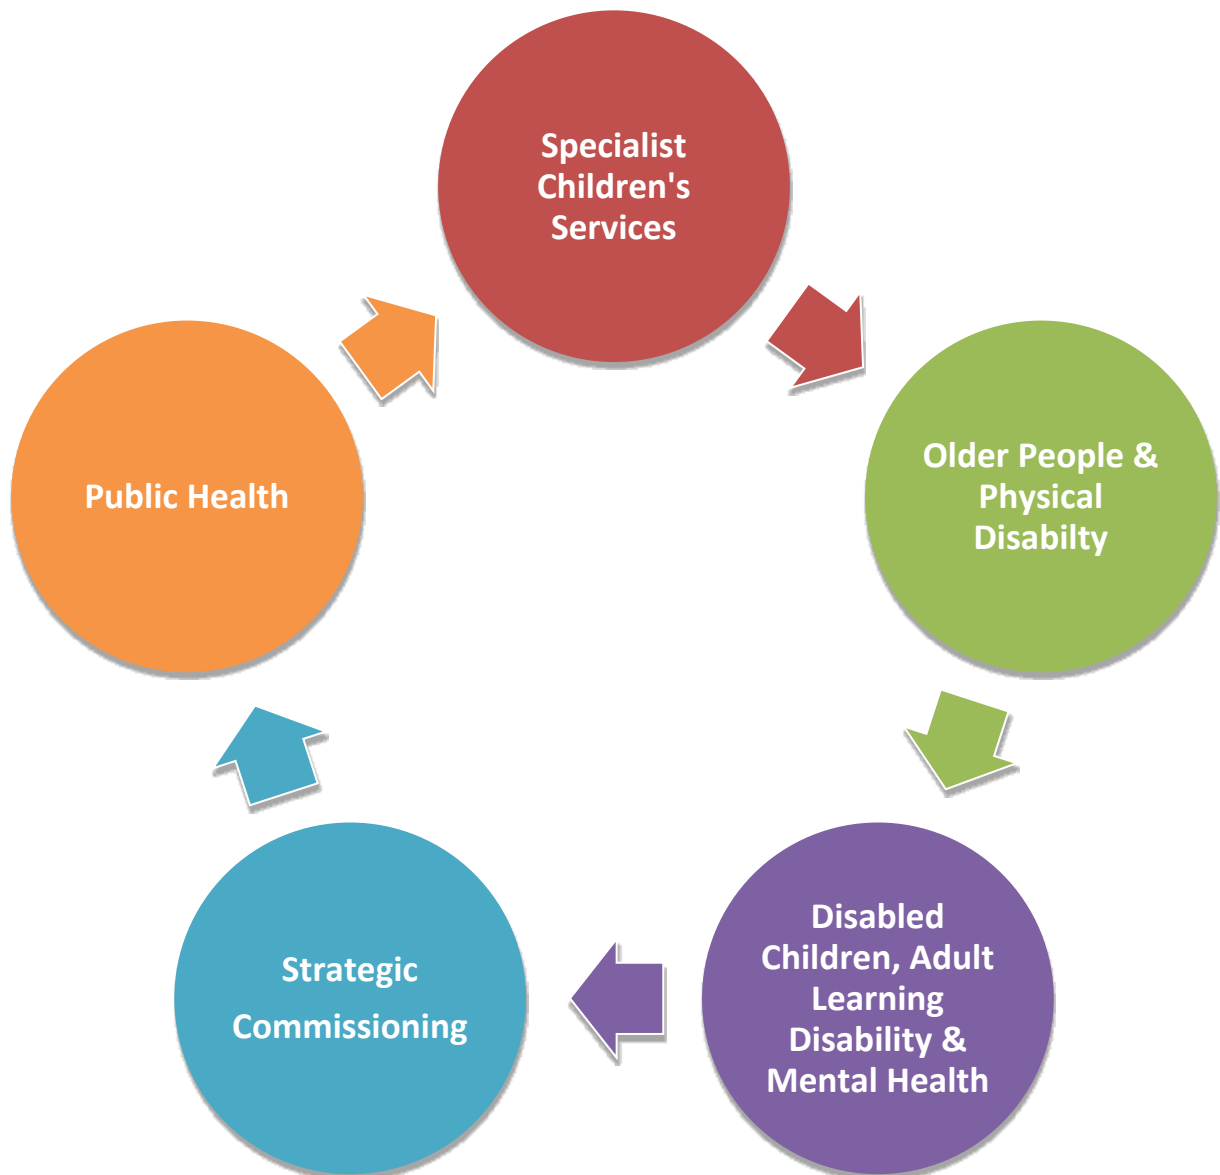 Specialist
Children's
Services
Older People &
Physical
Disabilty
Disabled
Children, Adult
Learning
Disability &
Mental Health
Strategic
Commissioning
Public Health